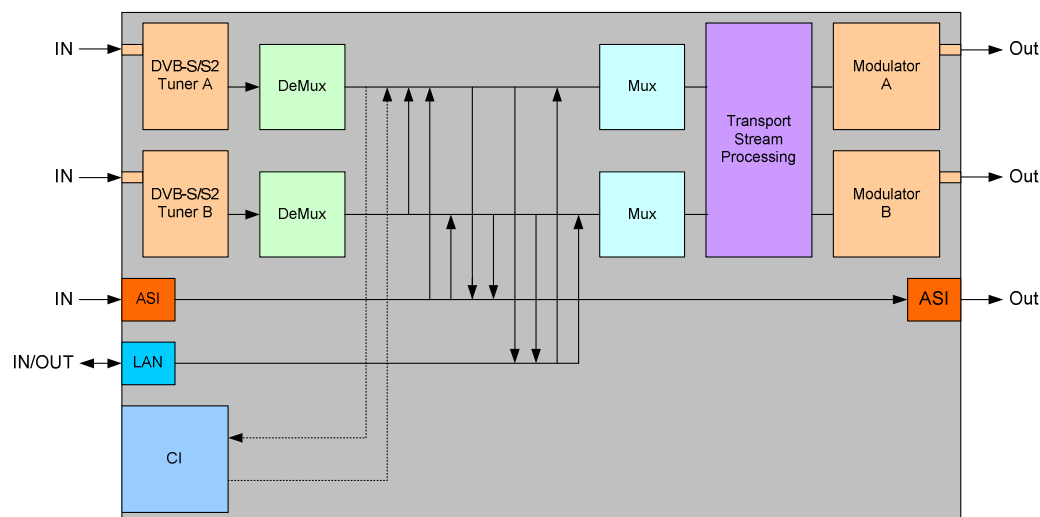 IN
DVB-S/S2
Tuner A
DeMux
Mux
Transport
Stream
Processing
Modulator
A
Out
IN
DVB-S/S2
Tuner B
DeMux
Mux
Modulator
B
Out
IN
ASI
ASI
Out
IN/OUT
LAN
CI